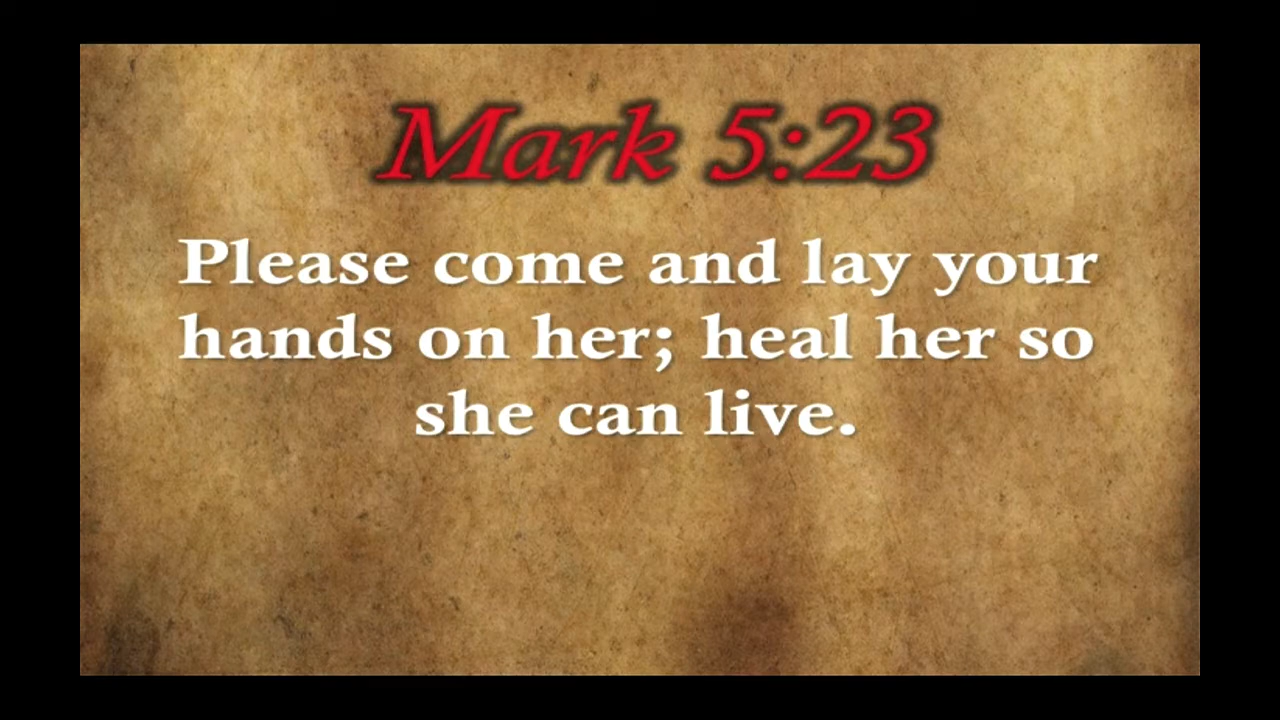 Mark 5:23
Please come and lay your
hands on her; heal her so
she can live.